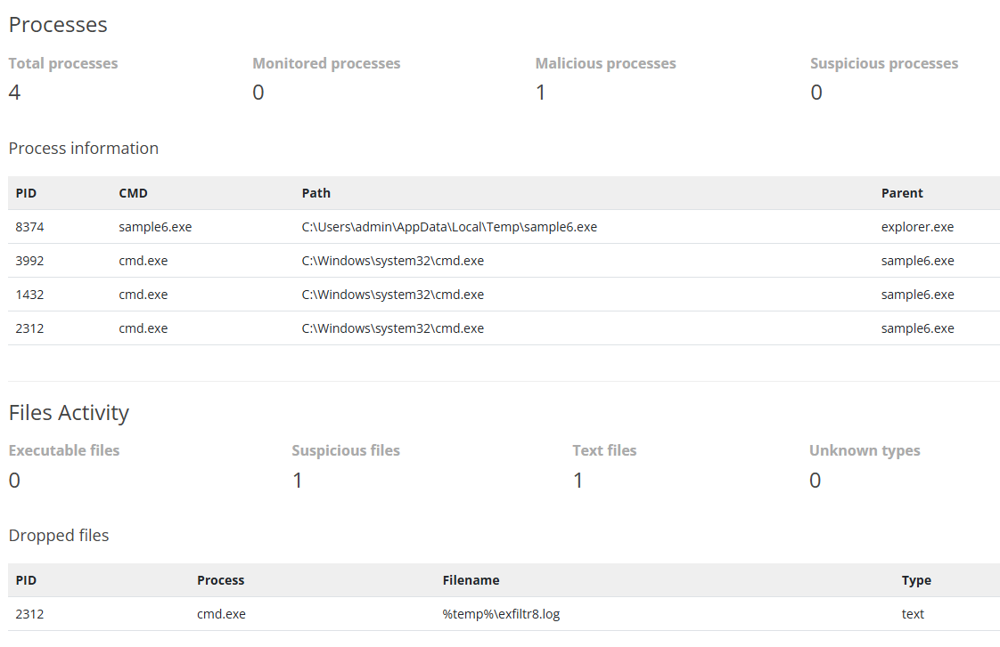 Processes
Total processes Monitored processes Malicious processes Suspicious processes
4 0 1 0
Process information
PID CMD Path Parent
8374 sample6.exe C:\Users\admin\AppData\Local\Temp\sample6.exe explorer.exe
3992 cmd.exe C:\Windows\system32\cmd.exe sample6.exe
1432 cmd.exe C:\Windows\system32\cmd.exe sample6.exe
2312 cmd.exe C:\Windows\system32\cmd.exe sample6.exe
Files Activity
Executable files Suspicious files Text files Unknown types
0 1 1 0
Dropped files
PID Process Filename Type
2312 cmd.exe %temp%\exfiltr8.log text